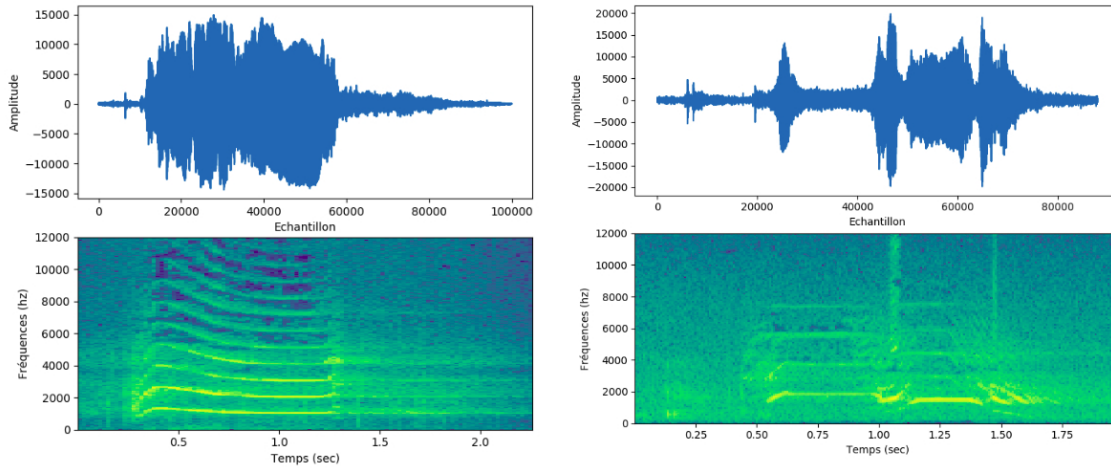 15000
10000
5000
0
−5000
−10000
−15000
Amplitude
0 20000 40000 60000 80000 100000
Echantillon
20000
15000
10000
5000
0
−5000
−10000
−15000
−20000
Amplitude
0 20000 40000 60000 80000
Echantillon
12000
10000
8000
6000
4000
2000
0
Fréquences (hz)
0.5 1.0 1.5 2.0
Temps (sec)
12000
10000
8000
6000
4000
2000
0
Fréquences (hz)
0.25 0.50 0.75 1.00 1.25 1.50 1.75
Temps (sec)